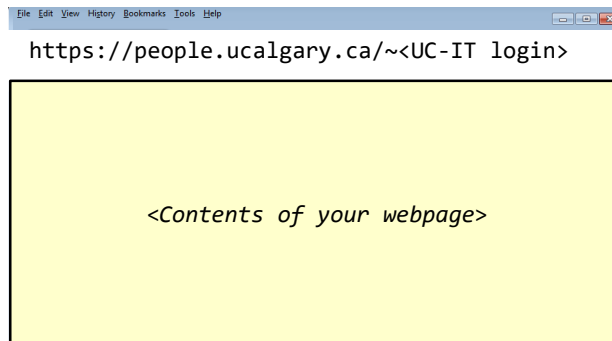 File Edit View History Bookmarks Tools Help
https://people.ucalgary.ca/~<UC-IT login>
<Contents of your webpage>